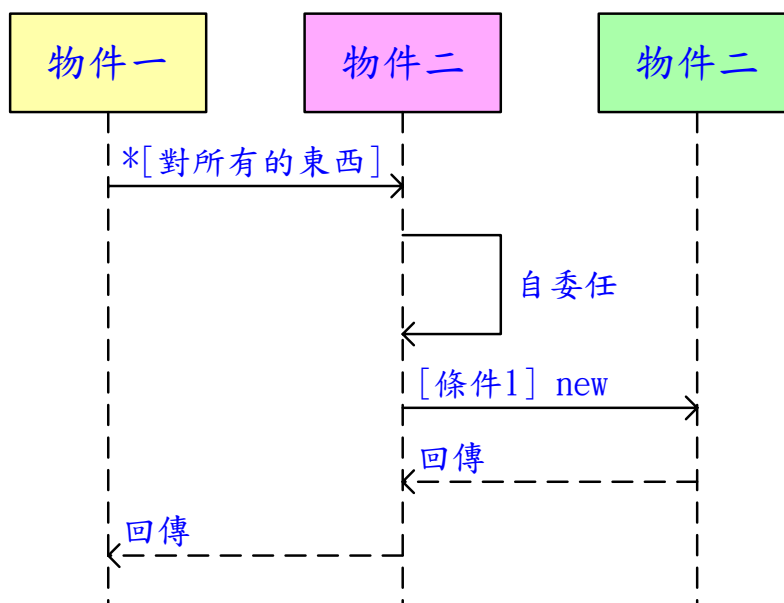 物件一
物件二
物件二
*[對所有的東西]
自委任
[條件1] new
回傳
回傳